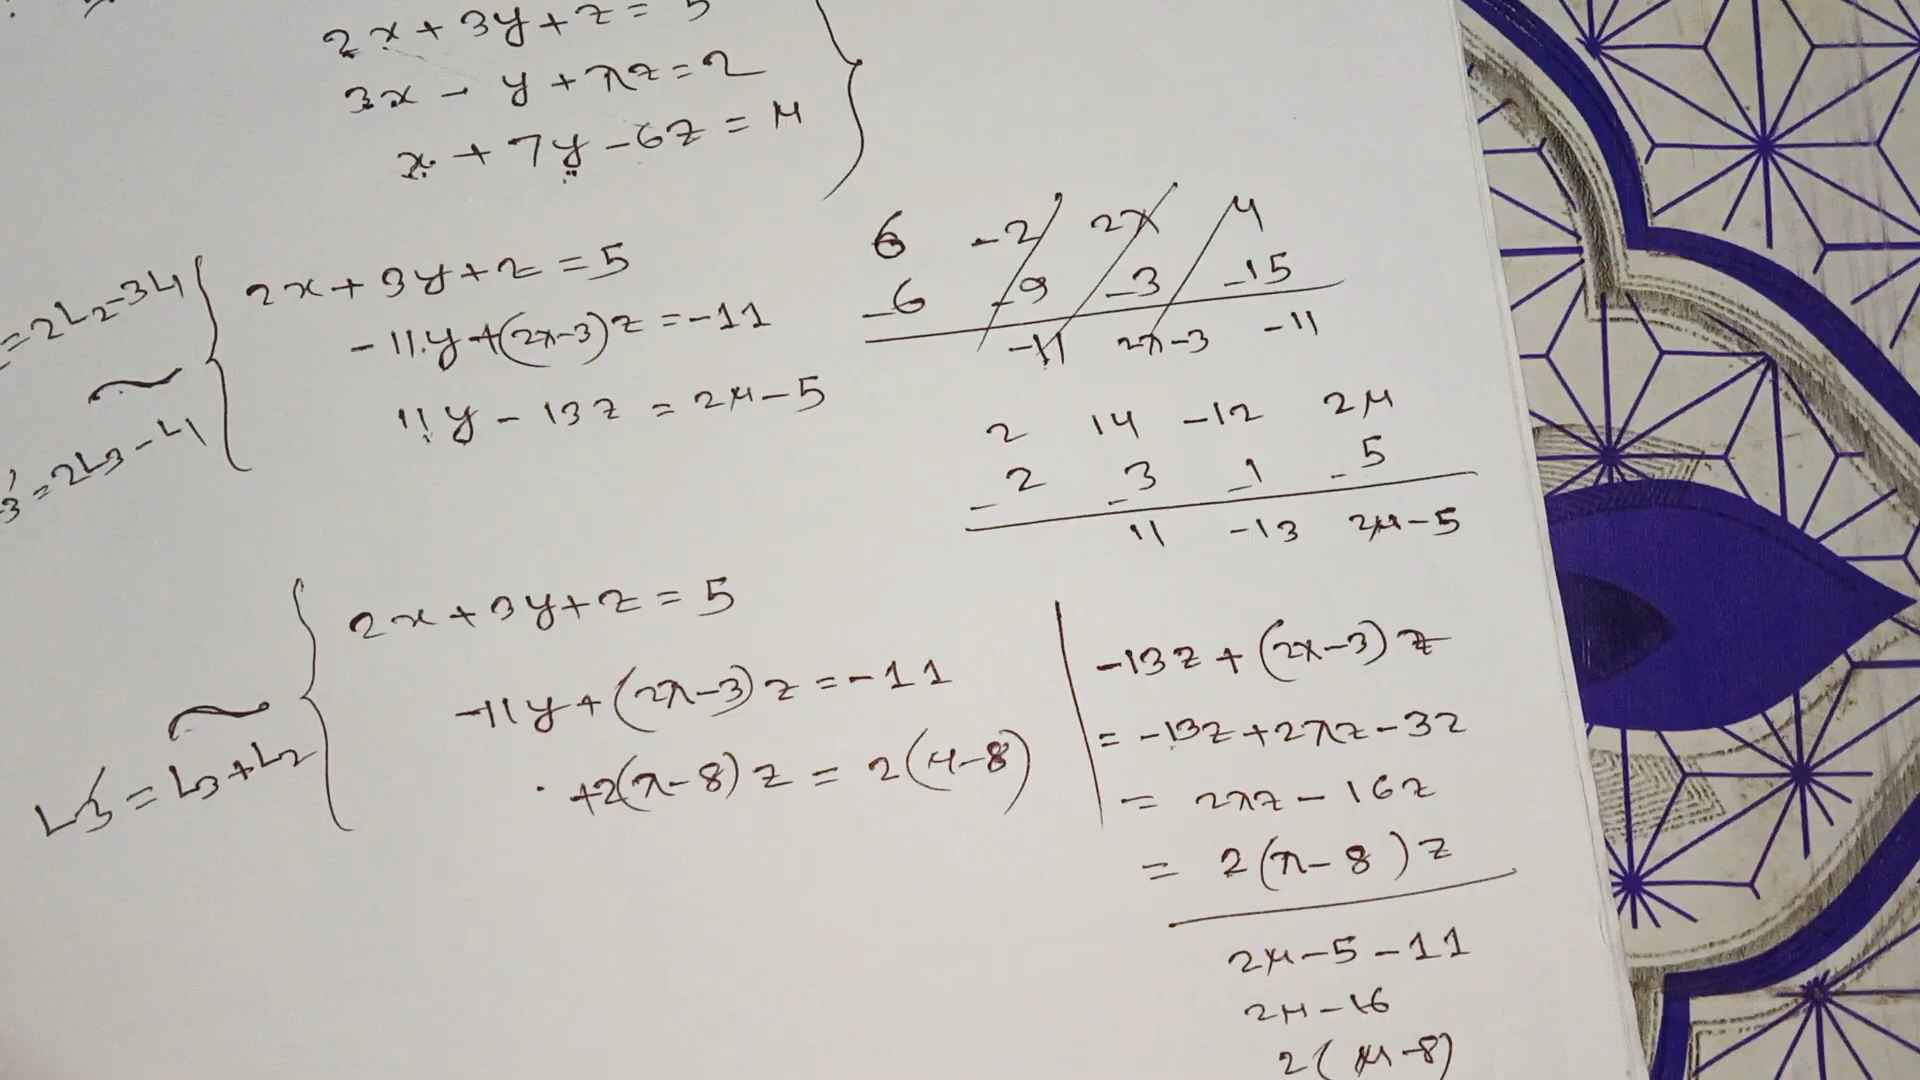 2x + 3y + z = 5
3x - y + λz = 2
x + 7y - 6z = μ
= 2L2 - 3L1
2x + 3y + z = 5
-11y + (2λ-3)z = -11
3' = 2L3 - L1
11y - 13z = 2μ - 5
6 -2 2λ 4
-6 -9 -3 -15
-11 2λ-3 -11
2 14 -12 2μ
-2 -3 -1 -5
11 -13 2μ-5
2x + 3y + z = 5
-11y + (2λ-3)z = -11
L3' = L3 + L2
+2(λ-8)z = 2(μ-8)
-13z + (2λ-3)z
= -13z + 2λz - 3z
= 2λz - 16z
= 2(λ-8)z
2μ - 5 - 11
2μ - 16
2(μ-8)